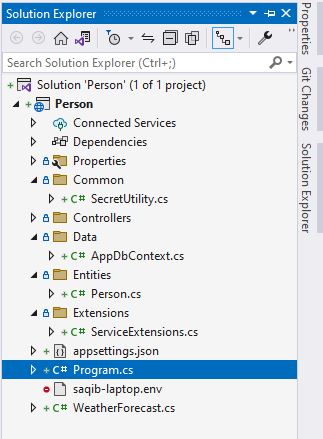 Solution Explorer
Search Solution Explorer (Ctrl+;)
Solution 'Person' (1 of 1 project)
Person
Connected Services
Dependencies
Properties
Common
C# SecretUtility.cs
Controllers
Data
C# AppDbContext.cs
Entities
C# Person.cs
Extensions
C# ServiceExtensions.cs
appsettings.json
C# Program.cs
saqib-laptop.env
C# WeatherForecast.cs
Properties
Git Changes
Solution Explorer